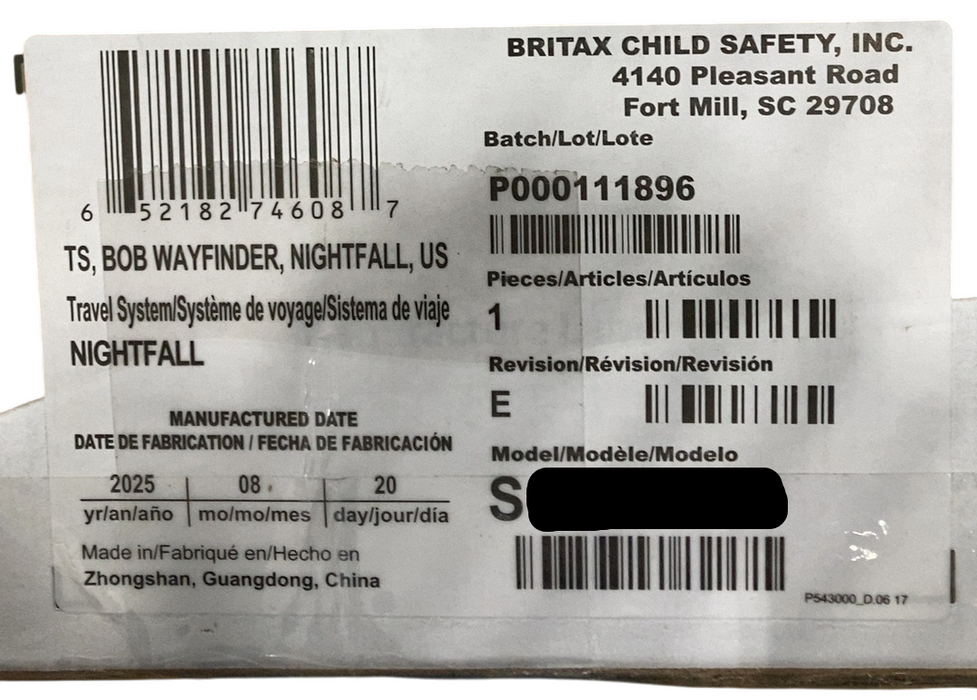 BRITAX CHILD SAFETY, INC.
4140 Pleasant Road
Fort Mill, SC 29708
6 52182 74608 7
TS, BOB WAYFINDER, NIGHTFALL, US
Travel System/Système de voyage/Sistema de viaje
NIGHTFALL
MANUFACTURED DATE
DATE DE FABRICATION / FECHA DE FABRICACIÓN
2025 08 20
yr/an/año mo/mo/mes day/jour/día
Made in/Fabriqué en/Hecho en
Zhongshan, Guangdong, China
Batch/Lot/Lote
P000111896
Pieces/Articles/Artículos
1
Revision/Révision/Revisión
E
Model/Modèle/Modelo
S
P543000_D.06 17